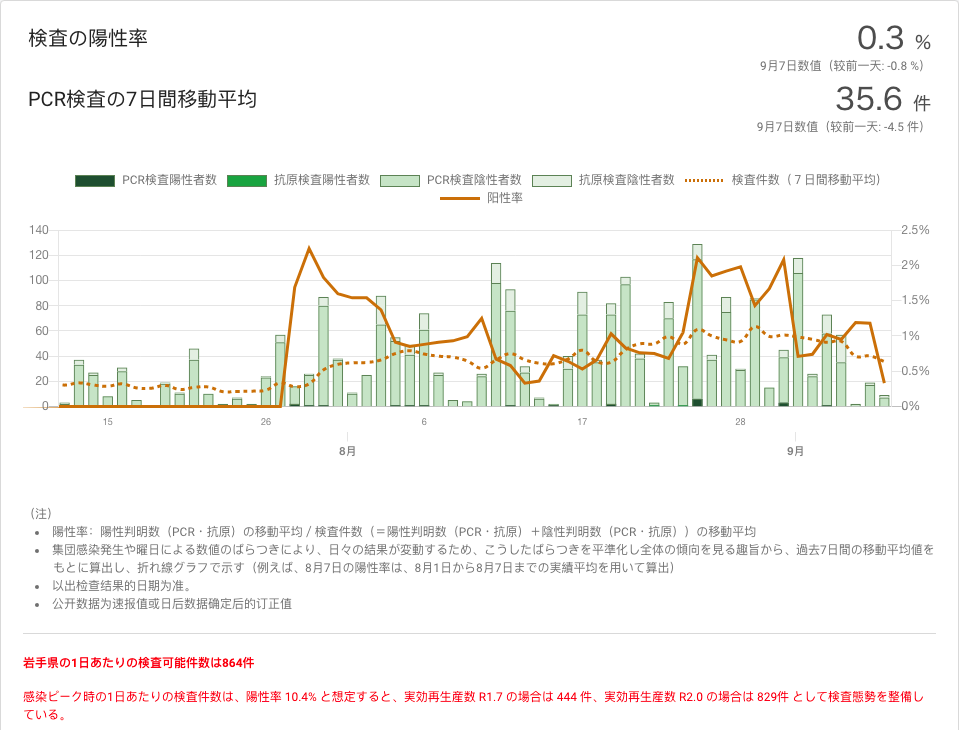 検査の陽性率
0.3 %
9月7日数值（较前一天: -0.8 %）
PCR検査の7日間移動平均
35.6 件
9月7日数值（较前一天: -4.5 件）
PCR検査陽性者数 抗原検査陽性者数 PCR検査陰性者数 抗原検査陰性者数 検査件数（７日間移動平均）
阳性率
140 2.5%
120 2%
100
80 1.5%
60 1%
40
20 0.5%
0 0%
15 26 6 17 28
8月 9月
（注）
• 陽性率：陽性判明数（PCR・抗原）の移動平均 / 検査件数（＝陽性判明数（PCR・抗原）＋陰性判明数（PCR・抗原））の移動平均
• 集団感染発生や曜日による数値のばらつきにより、日々の結果が変動するため、こうしたばらつきを平準化し全体の傾向を見る趣旨から、過去7日間の移動平均値を
もとに算出し、折れ線グラフで示す（例えば、8月7日の陽性率は、8月1日から8月7日までの実績平均を用いて算出）
• 以出检查结果的日期为准。
• 公开数据为速报值或日后数据确定后的订正值
岩手県の1日あたりの検査可能件数は864件
感染ピーク時の1日あたりの検査件数は、陽性率 10.4% と想定すると、実効再生産数 R1.7 の場合は 444 件、実効再生産数 R2.0 の場合は 829件 として検査態勢を整備し
ている。